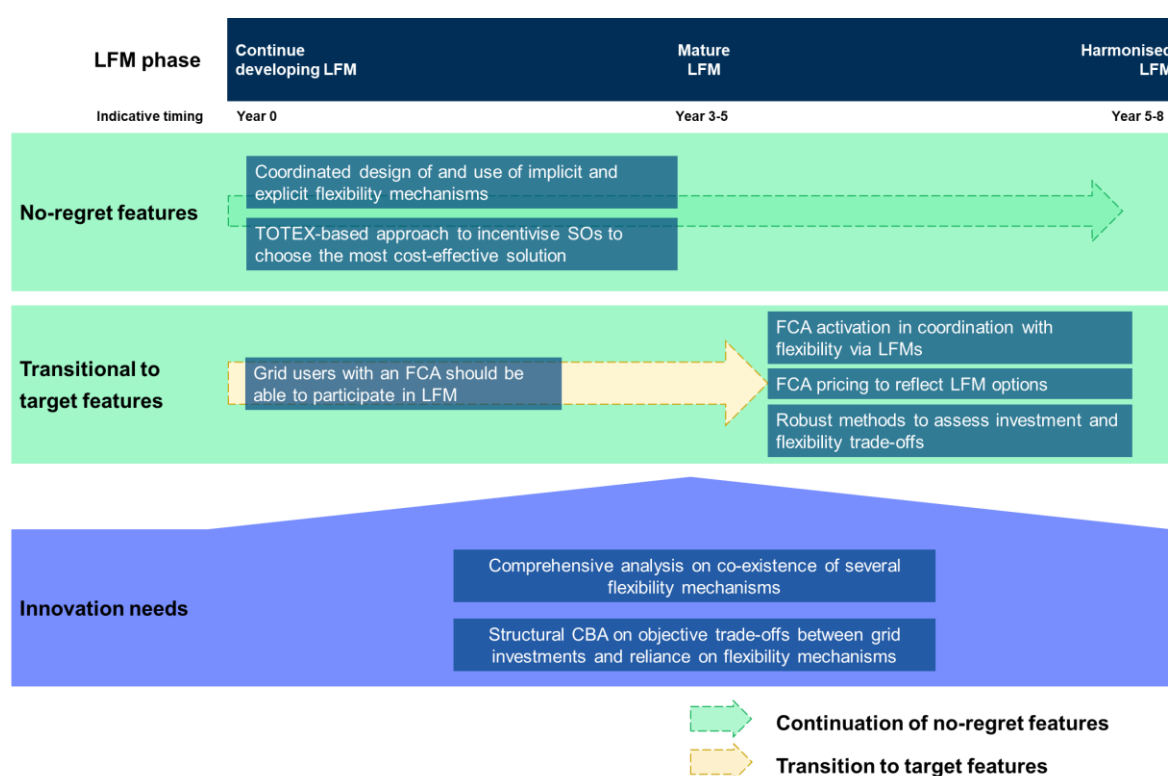 LFM phase
Continue
developing LFM
Mature
LFM
Harmonised
LFM
Indicative timing
Year 0
Year 3-5
Year 5-8
No-regret features
Coordinated design of and use of implicit and
explicit flexibility mechanisms
TOTEX-based approach to incentivise SOs to
choose the most cost-effective solution
Transitional to
target features
Grid users with an FCA should be
able to participate in LFM
FCA activation in coordination with
flexibility via LFMs
FCA pricing to reflect LFM options
Robust methods to assess investment and
flexibility trade-offs
Innovation needs
Comprehensive analysis on co-existence of several
flexibility mechanisms
Structural CBA on objective trade-offs between grid
investments and reliance on flexibility mechanisms
Continuation of no-regret features
Transition to target features